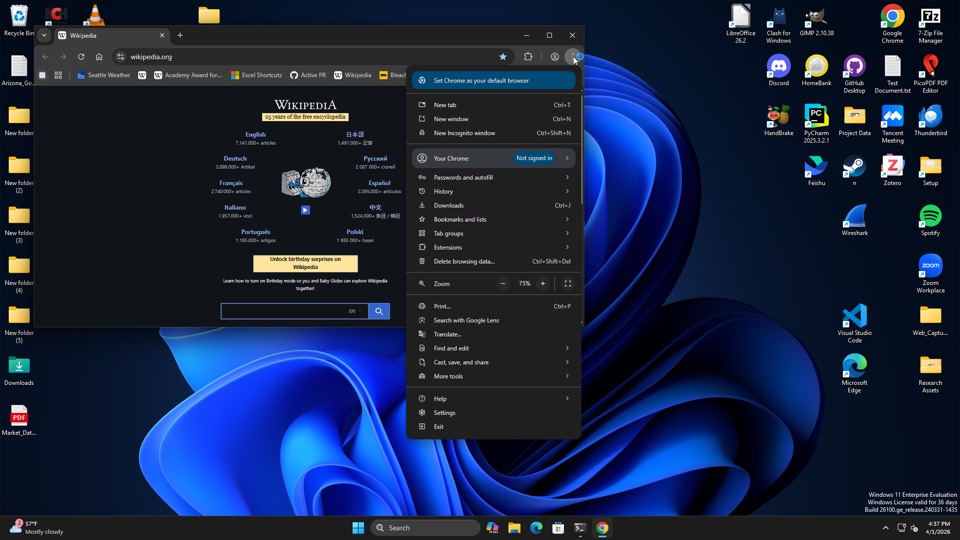 Recycle Bin
Arizona_Go...
New folder
New folder
(2)
New folder
(3)
New folder
(4)
New folder
(5)
Downloads
PDF
Market_Dat...
Wikipedia
wikipedia.org
Seattle Weather
Academy Award for...
Excel Shortcuts
Active PR
Wikipedia
Bleach
WIKIPEDIA
25 years of the free encyclopedia
English
7,141,000+ articles
日本語
1,491,000+ 記事
Deutsch
3.099.000+ Artikel
Русский
2 087 000+ статей
Français
2 740 000+ articles
Español
2.095.000+ artículos
Italiano
1.957.000+ voci
中文
1,524,000+ 条目 / 條目
Português
1.165.000+ artigos
Polski
1 685 000+ haseł
Unlock birthday surprises on
Wikipedia
Learn how to turn on Birthday mode so you and Baby Globe can explore Wikipedia
together!
EN
Set Chrome as your default browser
New tab Ctrl+T
New window Ctrl+N
New Incognito window Ctrl+Shift+N
Your Chrome Not signed in
Passwords and autofill
History
Downloads Ctrl+J
Bookmarks and lists
Tab groups
Extensions
Delete browsing data... Ctrl+Shift+Del
Zoom 75%
Print... Ctrl+P
Search with Google Lens
Translate...
Find and edit
Cast, save, and share
More tools
Help
Settings
Exit
LibreOffice
26.2
Clash for
Windows
GIMP 2.10.38
Google
Chrome
7-Zip File
Manager
Discord
HomeBank
GitHub
Desktop
Test
Document.txt
PicoPDF PDF
Editor
HandBrake
PyCharm
2025.3.2.1
Project Data
Tencent
Meeting
Thunderbird
Feishu
n
Zotero
Setup
Wireshark
Spotify
zoom
Zoom
Workplace
Visual Studio
Code
Web_Captu...
Microsoft
Edge
Research
Assets
Windows 11 Enterprise Evaluation
Windows License valid for 36 days
Build 26100.ge_release.240331-1435
57°F
Mostly cloudy
Search
4:37 PM
4/1/2026